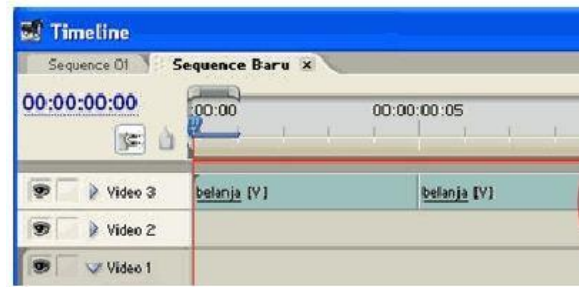 Timeline
Sequence 01 Sequence Baru x
00:00:00:00 :00:00 00:00:00:05
Video 3 belanja [V] belanja [V]
Video 2
Video 1